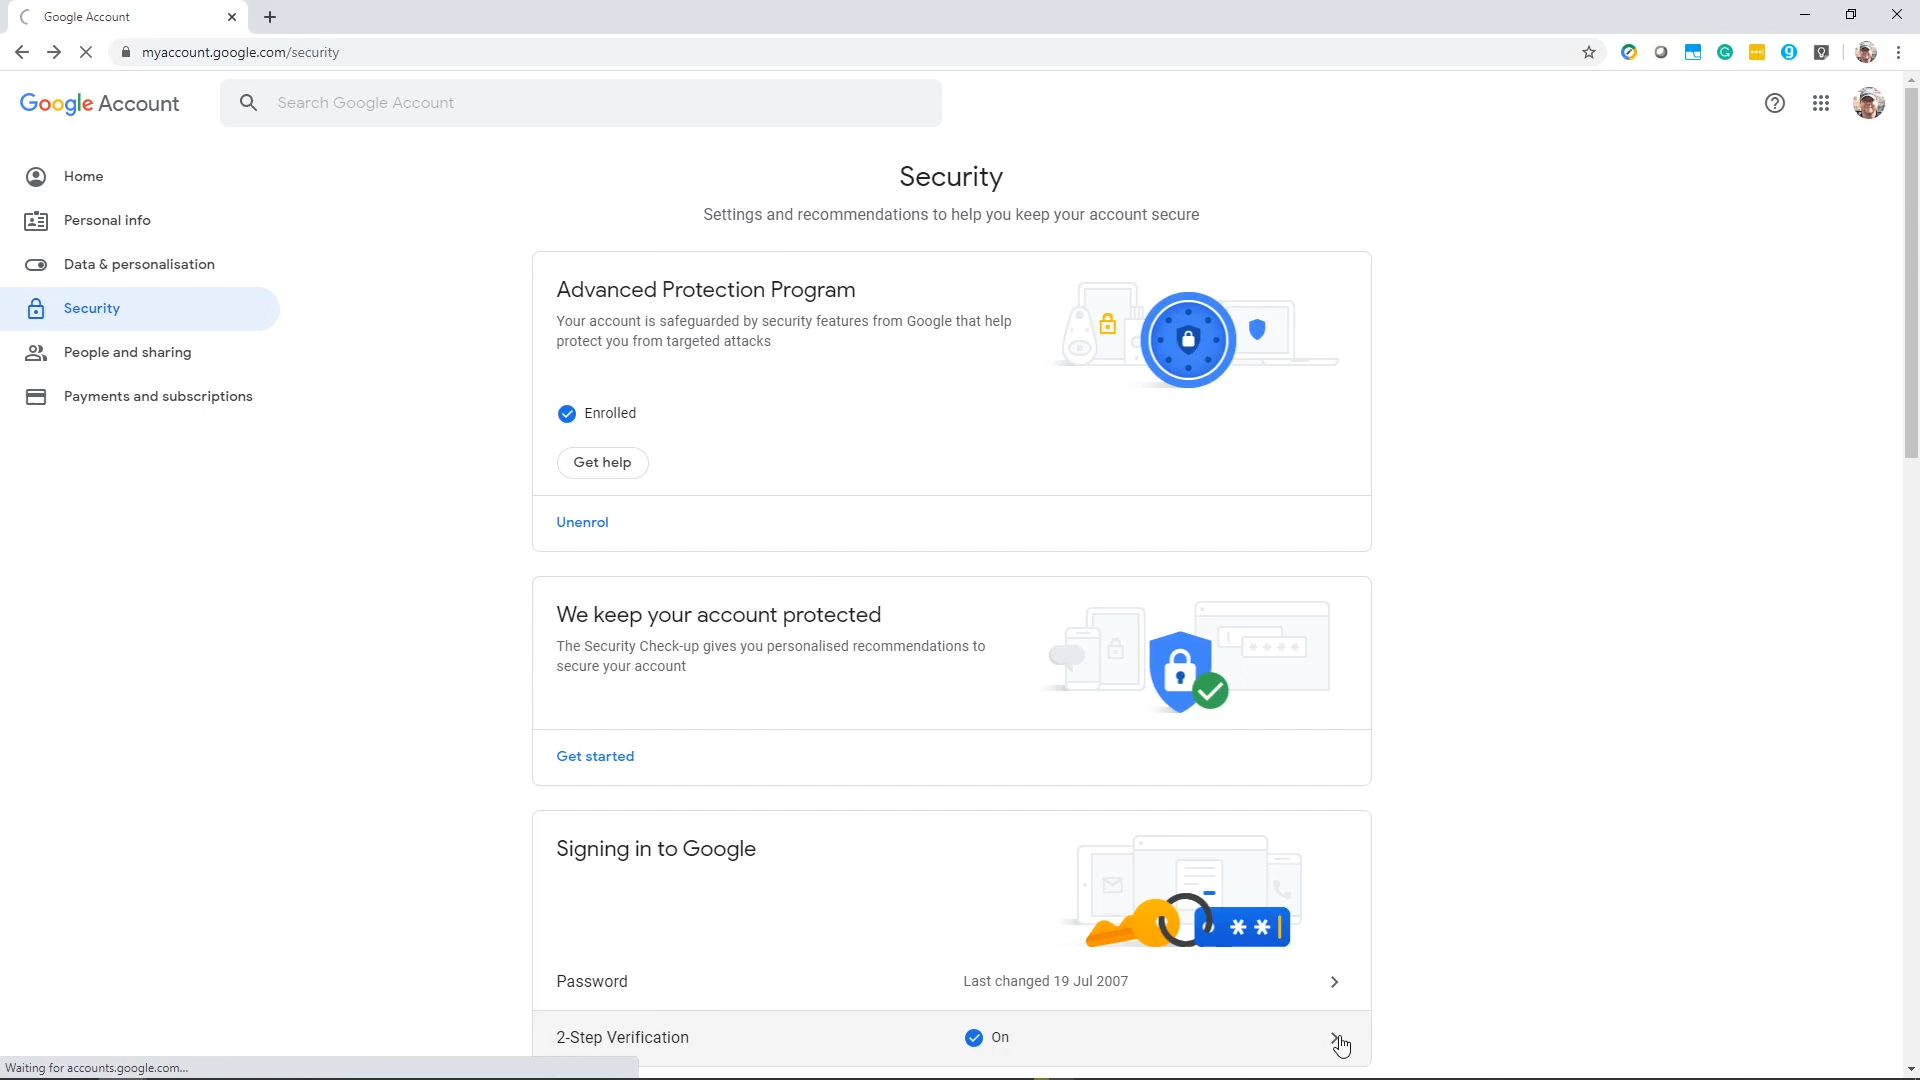 Google Account
myaccount.google.com/security
Google Account
Search Google Account
Home
Personal info
Data & personalisation
Security
People and sharing
Payments and subscriptions
Security
Settings and recommendations to help you keep your account secure
Advanced Protection Program
Your account is safeguarded by security features from Google that help
protect you from targeted attacks
Enrolled
Get help
Unenrol
We keep your account protected
The Security Check-up gives you personalised recommendations to
secure your account
Get started
Signing in to Google
Password
Last changed 19 Jul 2007
2-Step Verification
On
Waiting for accounts.google.com...